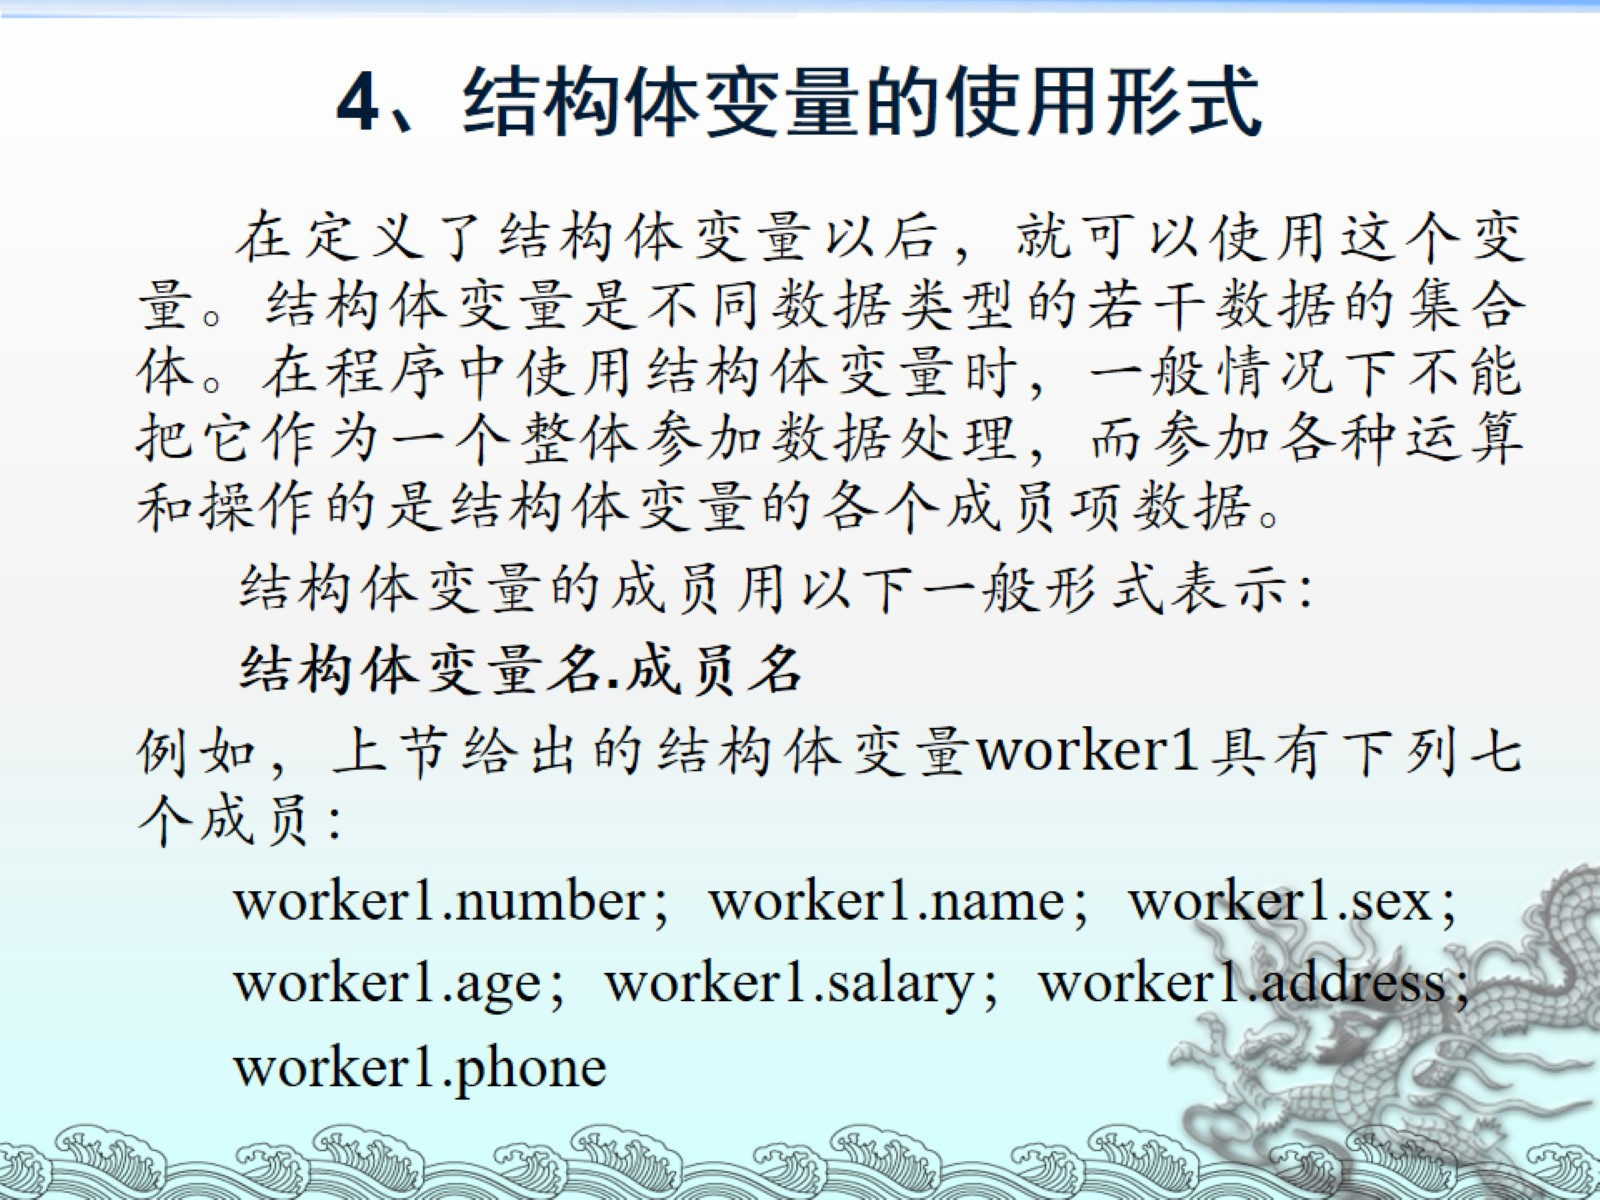 4、结构体变量的使用形式
在定义了结构体变量以后，就可以使用这个变
量。结构体变量是不同数据类型的若干数据的集合
体。在程序中使用结构体变量时，一般情况下不能
把它作为一个整体参加数据处理，而参加各种运算
和操作的是结构体变量的各个成员项数据。
结构体变量的成员用以下一般形式表示：
结构体变量名.成员名
例如，上节给出的结构体变量worker1具有下列七
个成员：
worker1.number；worker1.name；worker1.sex；
worker1.age；worker1.salary；worker1.address；
worker1.phone